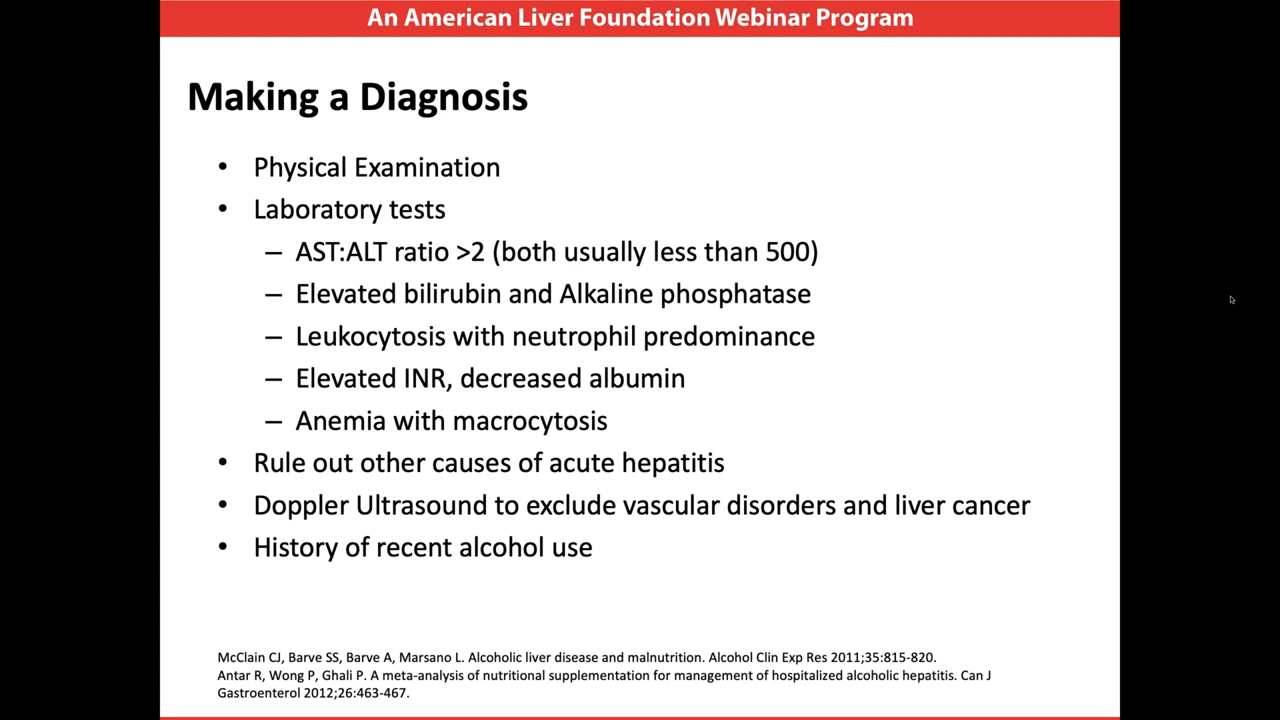 An American Liver Foundation Webinar Program
Making a Diagnosis
• Physical Examination
• Laboratory tests
– AST:ALT ratio >2 (both usually less than 500)
– Elevated bilirubin and Alkaline phosphatase
– Leukocytosis with neutrophil predominance
– Elevated INR, decreased albumin
– Anemia with macrocytosis
• Rule out other causes of acute hepatitis
• Doppler Ultrasound to exclude vascular disorders and liver cancer
• History of recent alcohol use
McClain CJ, Barve SS, Barve A, Marsano L. Alcoholic liver disease and malnutrition. Alcohol Clin Exp Res 2011;35:815-820.
Antar R, Wong P, Ghali P. A meta-analysis of nutritional supplementation for management of hospitalized alcoholic hepatitis. Can J
Gastroenterol 2012;26:463-467.